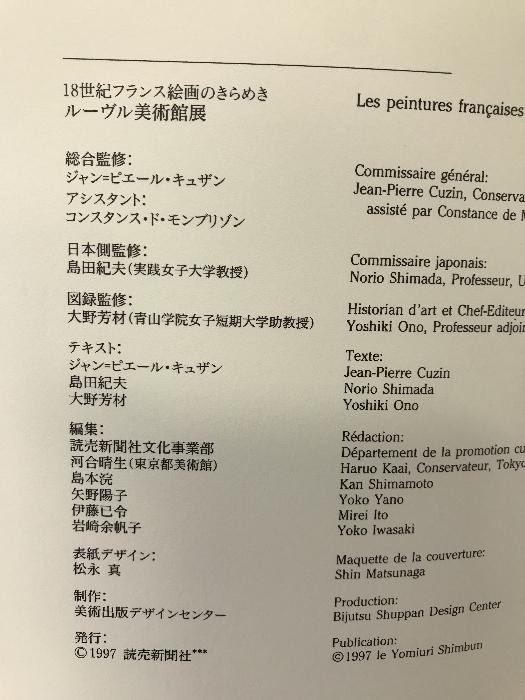 18世紀フランス絵画のきらめき
ルーヴル美術館展
総合監修:
ジャン=ピエール・キュザン
アシスタント:
コンスタンス・ド・モンブリゾン
日本側監修:
島田紀夫(実践女子大学教授)
図録監修:
大野芳材(青山学院女子短期大学助教授)
テキスト:
ジャン=ピエール・キュザン
島田紀夫
大野芳材
編集:
読売新聞社文化事業部
河合晴生(東京都美術館)
島本浣
矢野陽子
伊藤已令
岩崎余帆子
表紙デザイン:
松永 真
制作:
美術出版デザインセンター
発行:
©1997 読売新聞社***
Les peintures françaises
Commissaire général:
Jean-Pierre Cuzin, Conserva
assisté par Constance de M
Commissaire japonais:
Norio Shimada, Professeur, U
Historian d'art et Chef-Editeur
Yoshiki Ono, Professeur adjoin
Texte:
Jean-Pierre Cuzin
Norio Shimada
Yoshiki Ono
Rédaction:
Département de la promotion cu
Haruo Kaai, Conservateur, Tokyo
Kan Shimamoto
Yoko Yano
Mirei Ito
Yoko Iwasaki
Maquette de la couverture:
Shin Matsunaga
Production:
Bijutsu Shuppan Design Center
Publication:
©1997 le Yomiuri Shimbun